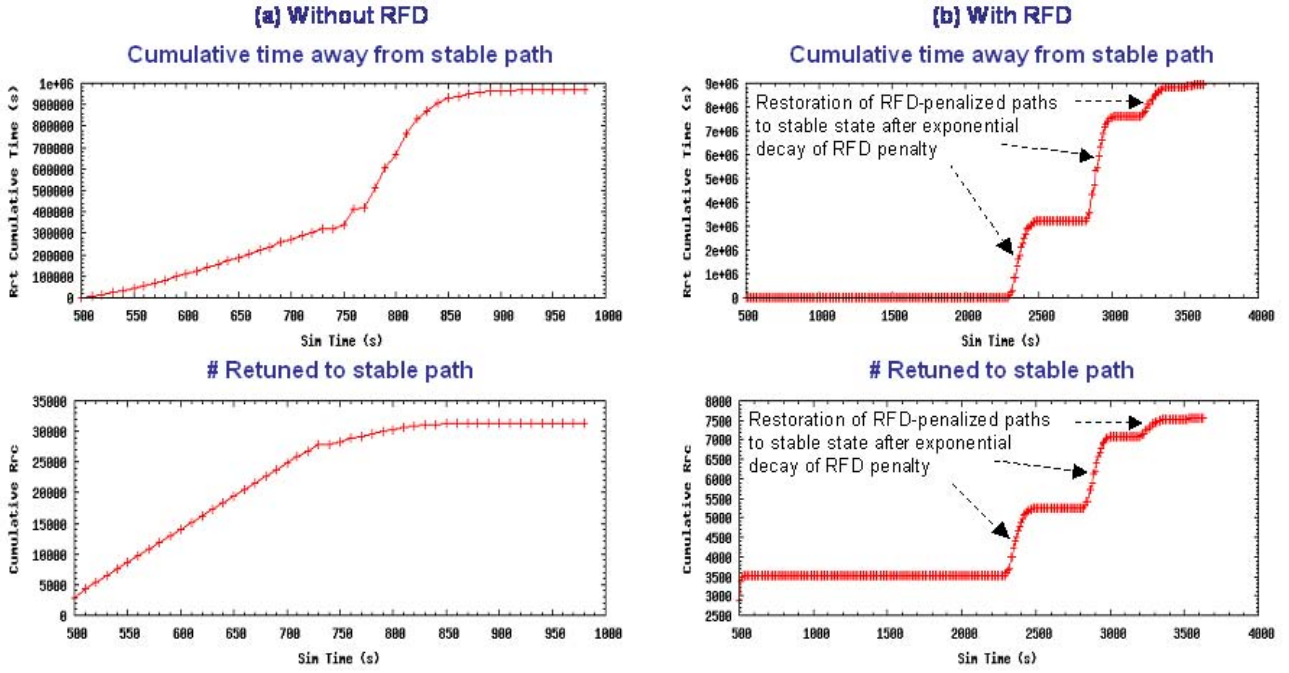 (a) Without RFD
Cumulative time away from stable path
Rrt Cumulative Time (s)
1e+06
900000
800000
700000
600000
500000
400000
300000
200000
100000
0
500 550 600 650 700 750 800 850 900 950 1000
Sim Time (s)
# Retuned to stable path
Cumulative Rrc
35000
30000
25000
20000
15000
10000
5000
0
500 550 600 650 700 750 800 850 900 950 1000
Sim Time (s)
(b) With RFD
Cumulative time away from stable path
Rrt Cumulative Time (s)
9e+06
8e+06
7e+06
6e+06
5e+06
4e+06
3e+06
2e+06
1e+06
0
Restoration of RFD-penalized paths
to stable state after exponential
decay of RFD penalty
500 1000 1500 2000 2500 3000 3500 4000
Sim Time (s)
# Retuned to stable path
Cumulative Rrc
8000
7500
7000
6500
6000
5500
5000
4500
4000
3500
3000
2500
Restoration of RFD-penalized paths
to stable state after exponential
decay of RFD penalty
500 1000 1500 2000 2500 3000 3500 4000
Sim Time (s)